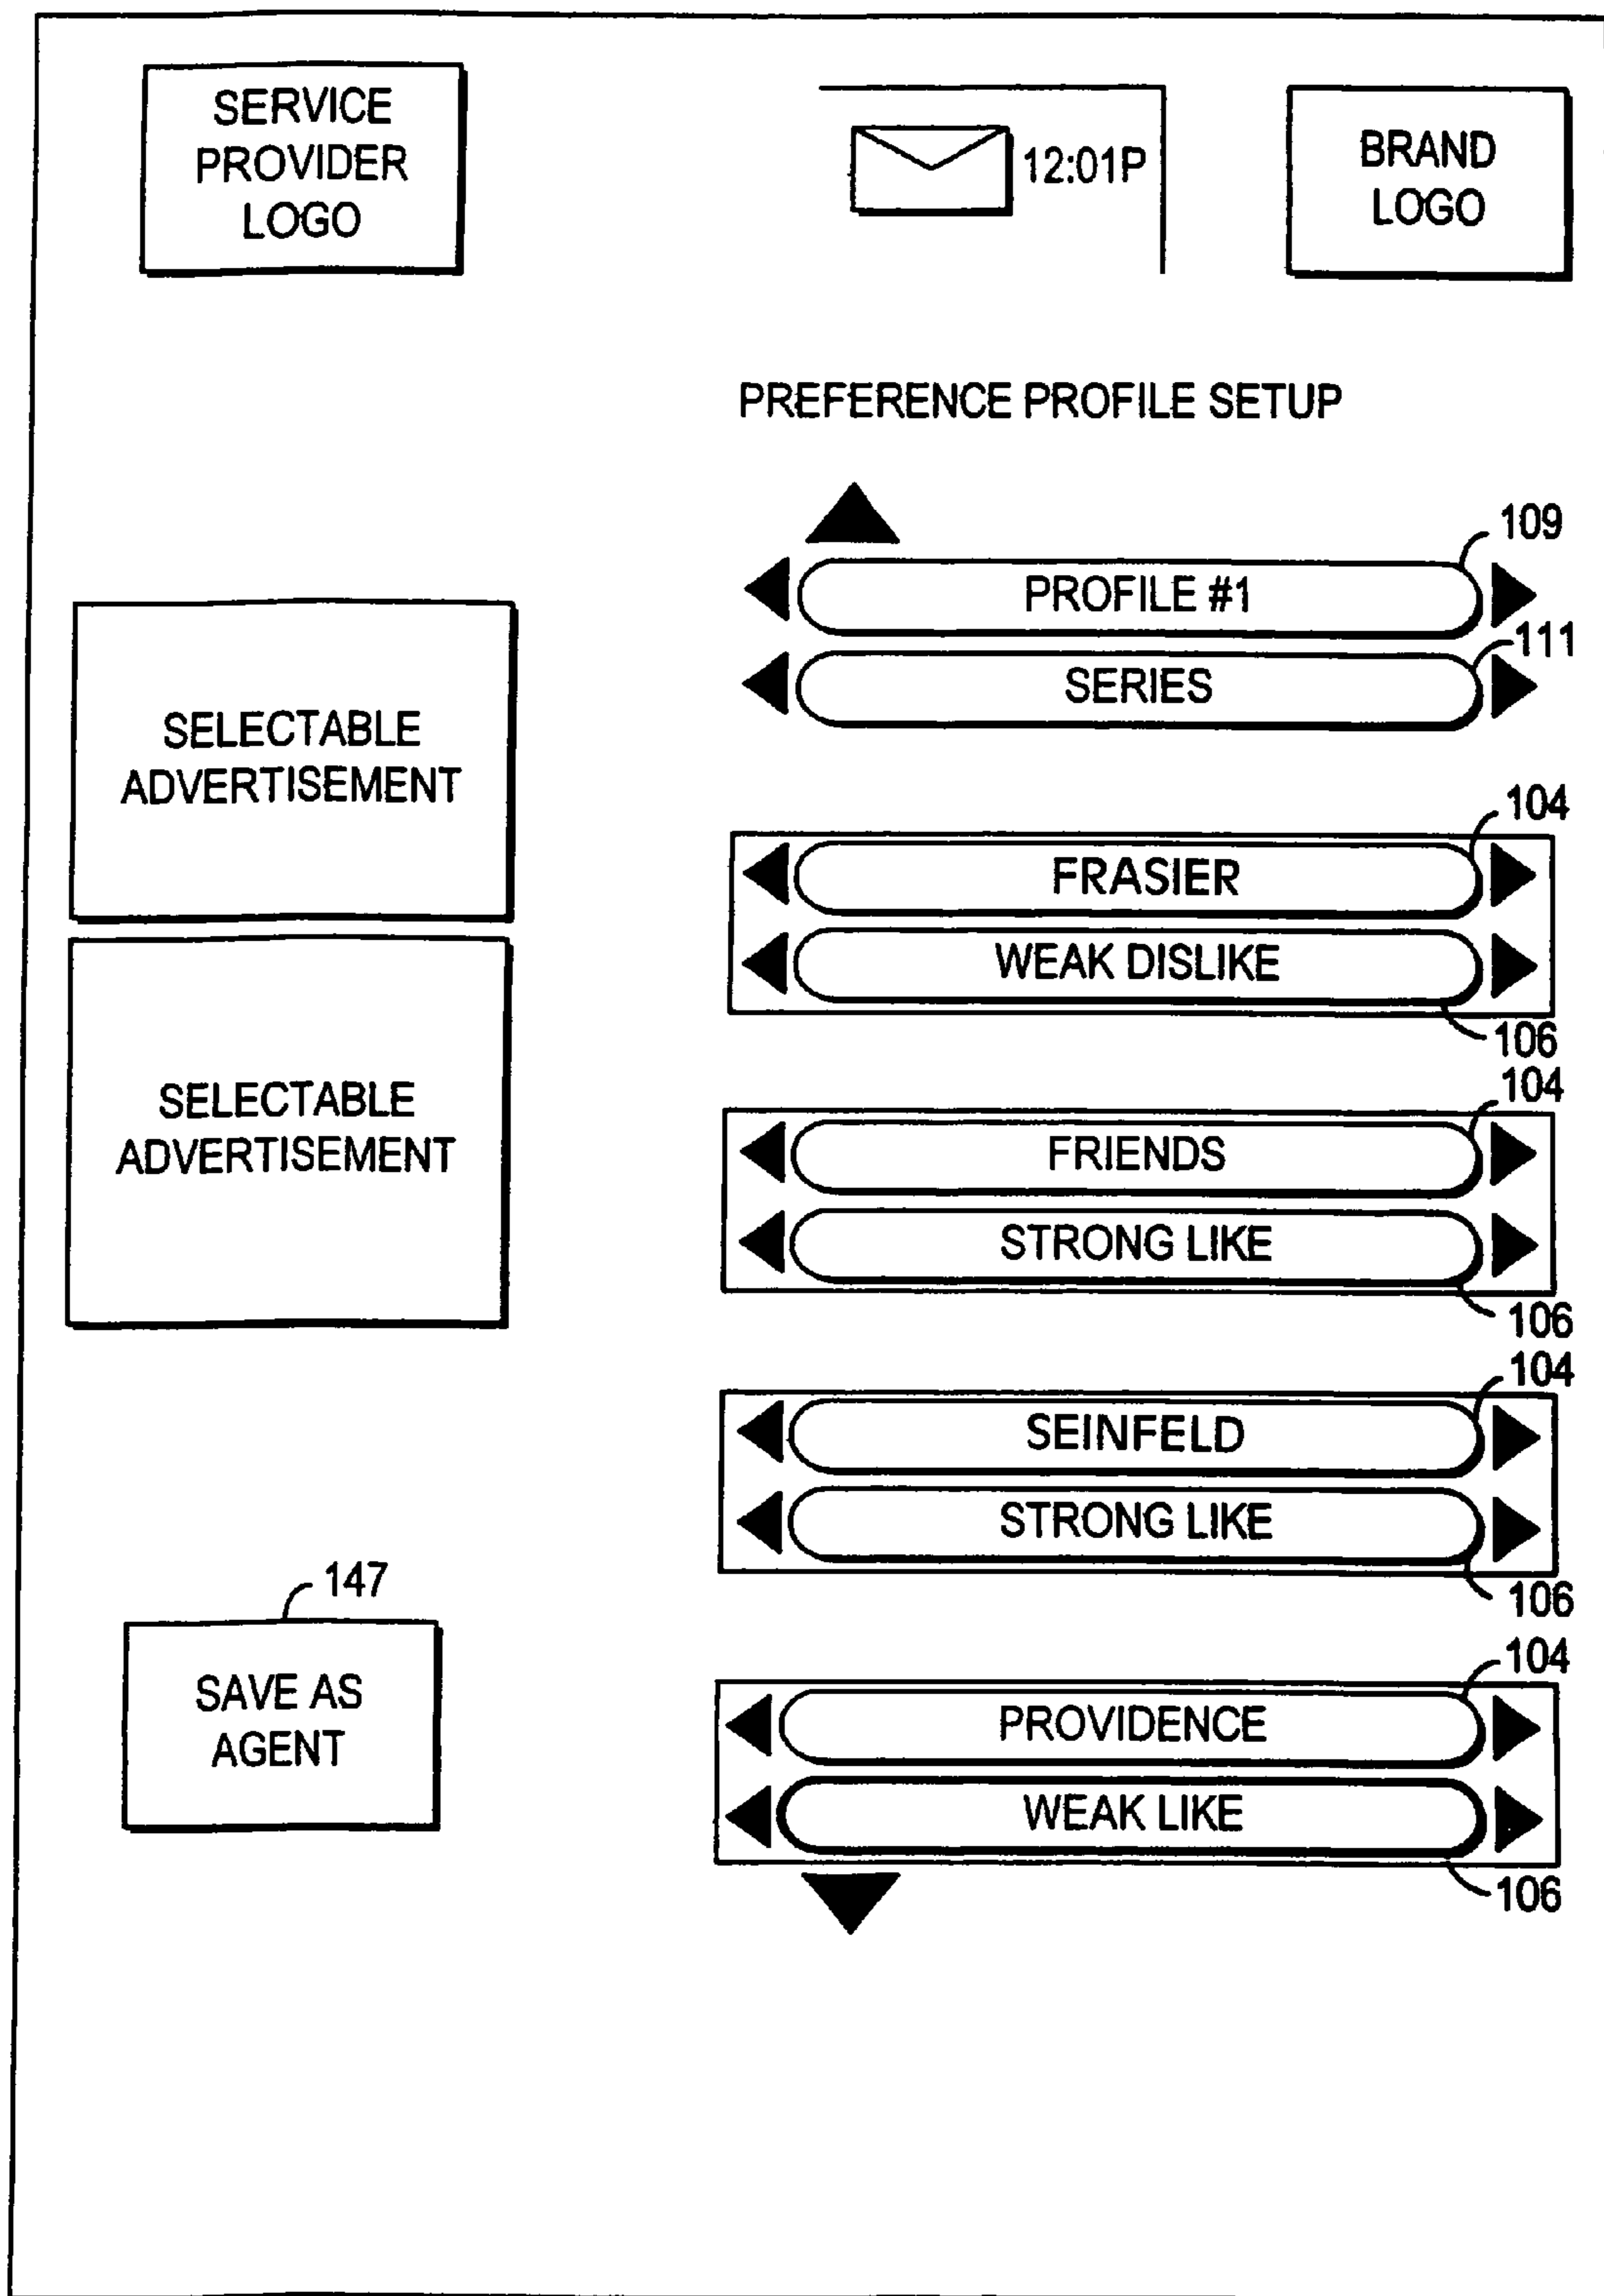 SERVICE
PROVIDER
LOGO
12:01P
BRAND
LOGO
PREFERENCE PROFILE SETUP
109
PROFILE #1
111
SERIES
SELECTABLE
ADVERTISEMENT
104
FRASIER
WEAK DISLIKE
106
SELECTABLE
ADVERTISEMENT
104
FRIENDS
STRONG LIKE
106
104
SEINFELD
STRONG LIKE
106
147
SAVE AS
AGENT
104
PROVIDENCE
WEAK LIKE
106